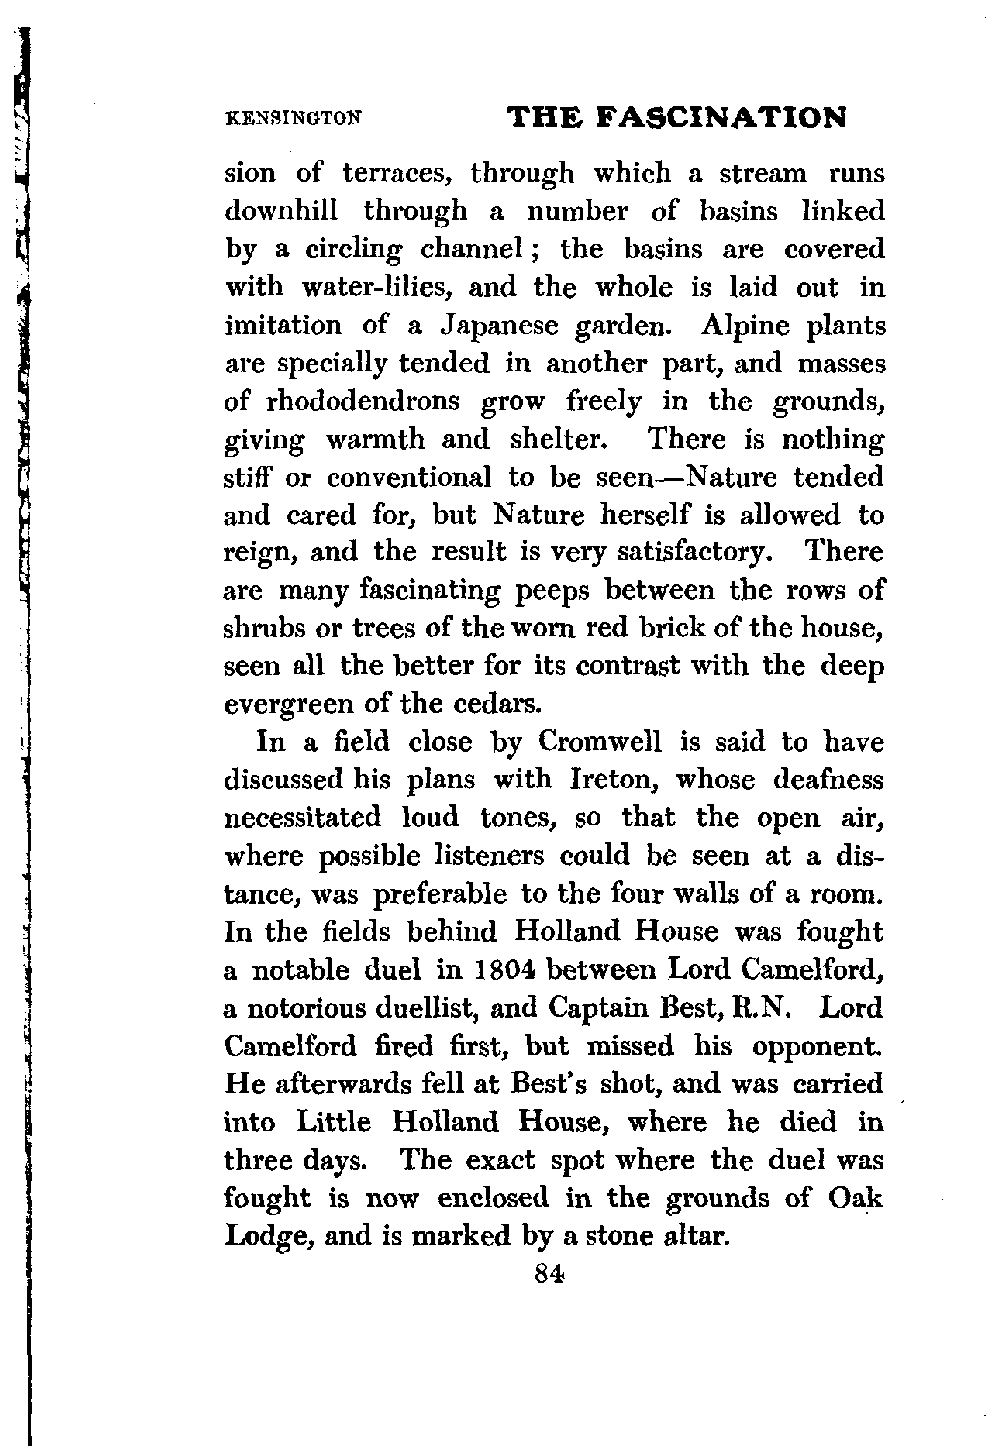 KENSINGTON THE FASCINATION
sion of terraces, through which a stream runs
downhill through a number of basins linked
by a circling channel ; the basins are covered
with water-lilies, and the whole is laid out in
imitation of a Japanese garden. Alpine plants
are specially tended in another part, and masses
of rhododendrons grow freely in the grounds,
giving warmth and shelter. There is nothing
stiff or conventional to be seen—Nature tended
and cared for, but Nature herself is allowed to
reign, and the result is very satisfactory. There
are many fascinating peeps between the rows of
shrubs or trees of the worn red brick of the house,
seen all the better for its contrast with the deep
evergreen of the cedars.
In a field close by Cromwell is said to have
discussed his plans with Ireton, whose deafness
necessitated loud tones, so that the open air,
where possible listeners could be seen at a dis-
tance, was preferable to the four walls of a room.
In the fields behind Holland House was fought
a notable duel in 1804 between Lord Camelford,
a notorious duellist, and Captain Best, R.N. Lord
Camelford fired first, but missed his opponent.
He afterwards fell at Best's shot, and was carried
into Little Holland House, where he died in
three days. The exact spot where the duel was
fought is now enclosed in the grounds of Oak
Lodge, and is marked by a stone altar.
84